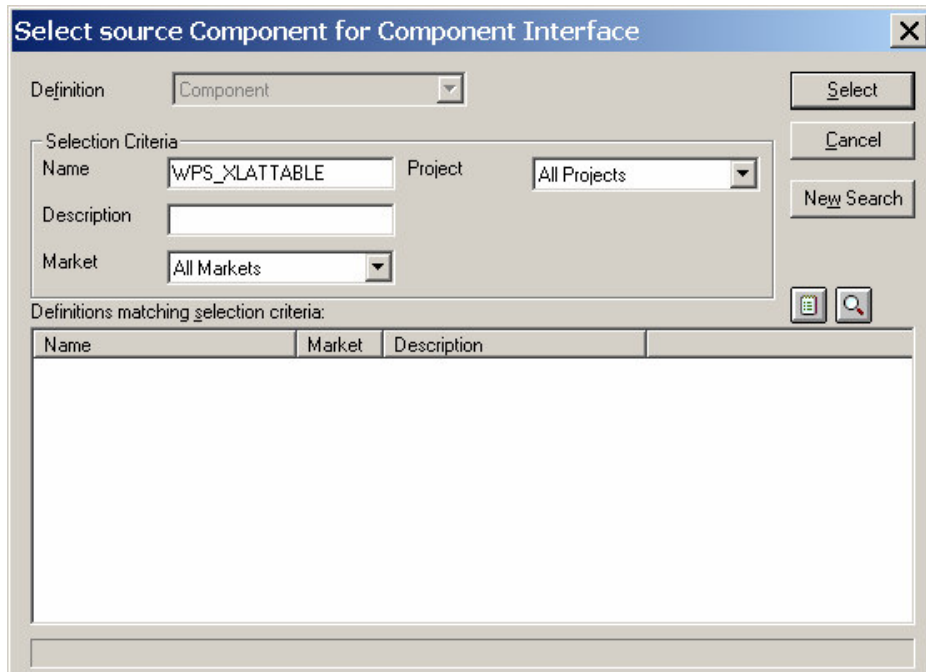 Select source Component for Component Interface
Definition Component Select
Selection Criteria Cancel
Name WPS_XLATTABLE Project All Projects
New Search
Description
Market All Markets
Definitions matching selection criteria:
Name Market Description